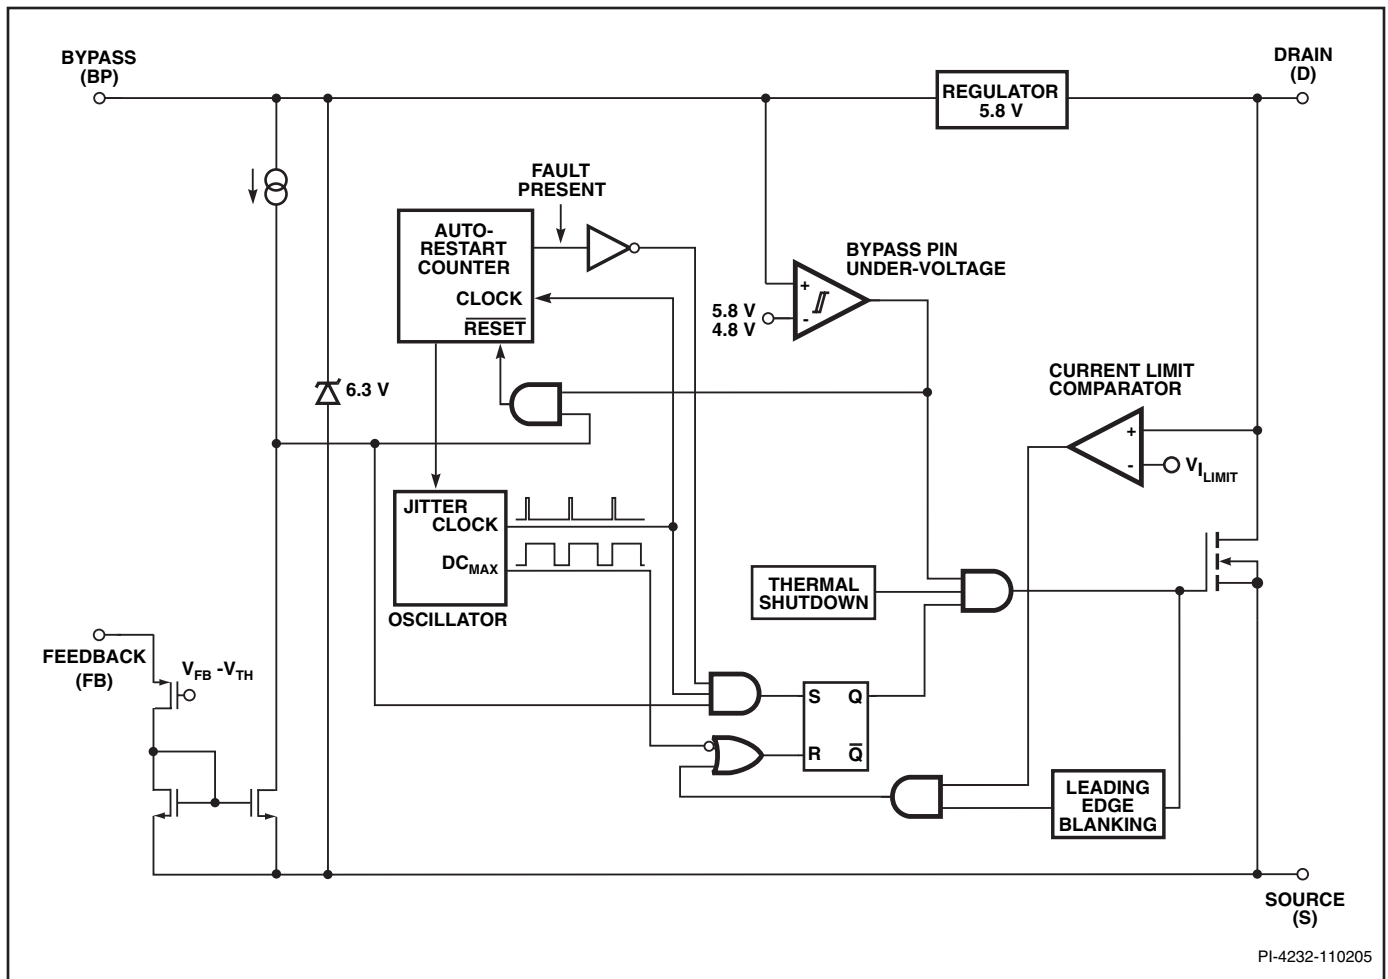 BYPASS
(BP)
DRAIN
(D)
REGULATOR
5.8 V
FAULT
PRESENT
AUTO-
RESTART
COUNTER
CLOCK
RESET
BYPASS PIN
UNDER-VOLTAGE
+
-
5.8 V
4.8 V
6.3 V
CURRENT LIMIT
COMPARATOR
+
-
VILIMIT
JITTER
CLOCK
DCMAX
OSCILLATOR
THERMAL
SHUTDOWN
FEEDBACK
(FB)
VFB -VTH
S Q
R Q̅
LEADING
EDGE
BLANKING
SOURCE
(S)
PI-4232-110205